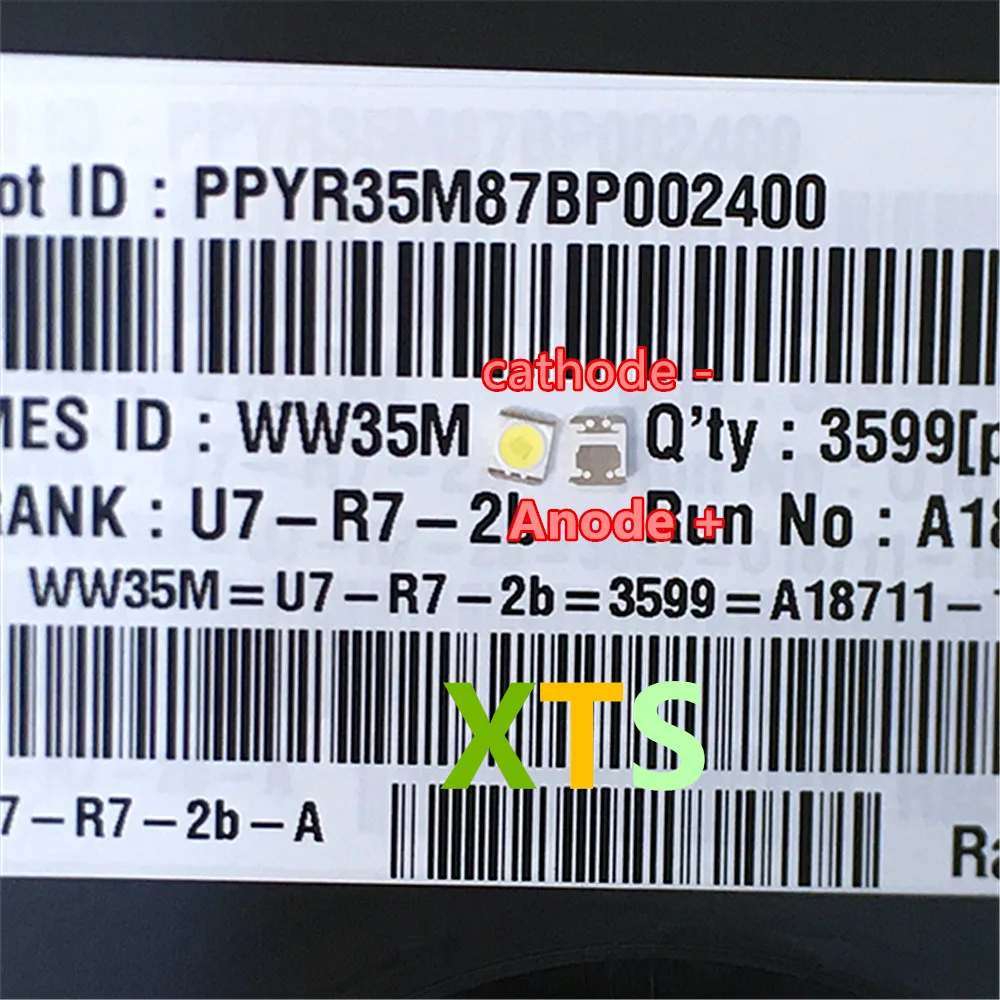 ot ID : PPYR35M87BP002400
cathode -
MES ID : WW35M Q'ty : 3599[p
RANK : U7-R7-2b Run No : A18
Anode +
WW35M=U7-R7-2b=3599=A18711-
XTS
7-R7-2b-A
Ra